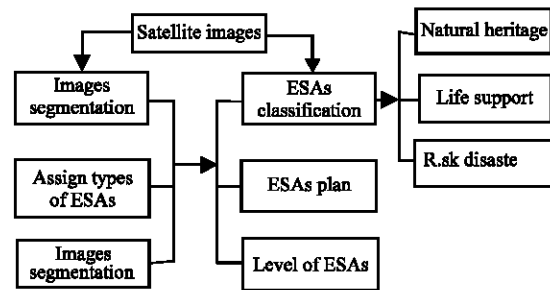 Satellite images
Natural heritage
Images
segmentation
ESAs
classification
Life support
R.sk disaste
Assign types
of ESAs
ESAs plan
Images
segmentation
Level of ESAs